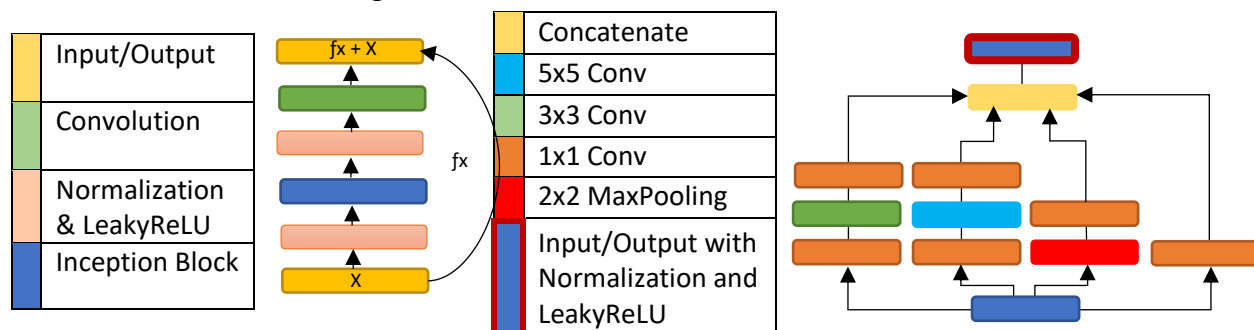 Input/Output
Convolution
Normalization
& LeakyReLU
Inception Block
ƒx + X
ƒx
X
Concatenate
5x5 Conv
3x3 Conv
1x1 Conv
2x2 MaxPooling
Input/Output with
Normalization and
LeakyReLU